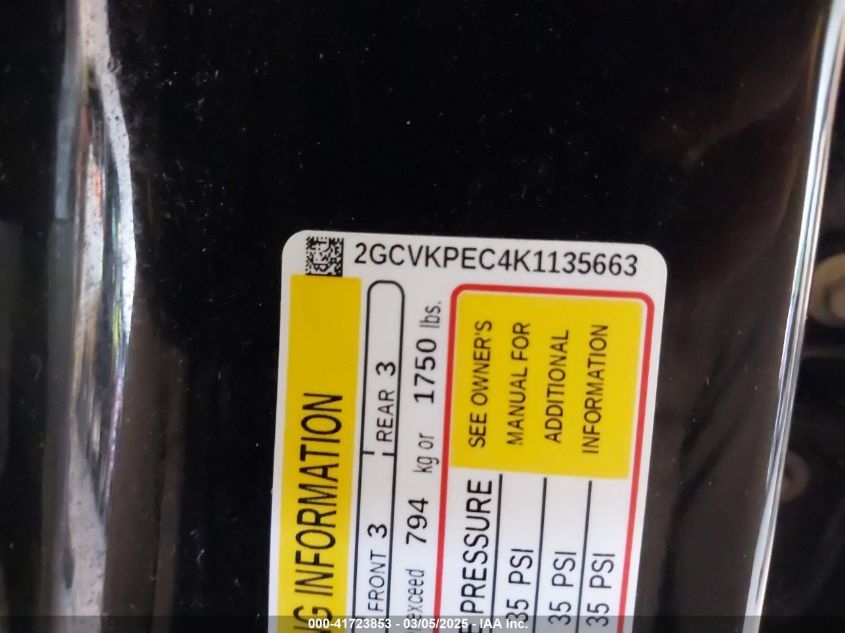 2GCVKPEC4K1135663
NG INFORMATION
FRONT 3 REAR 3
exceed 794 kg or 1750 lbs.
PRESSURE
35 PSI
35 PSI
35 PSI
SEE OWNER'S
MANUAL FOR
ADDITIONAL
INFORMATION
000-41723853 - 03/05/2025 - IAA Inc.